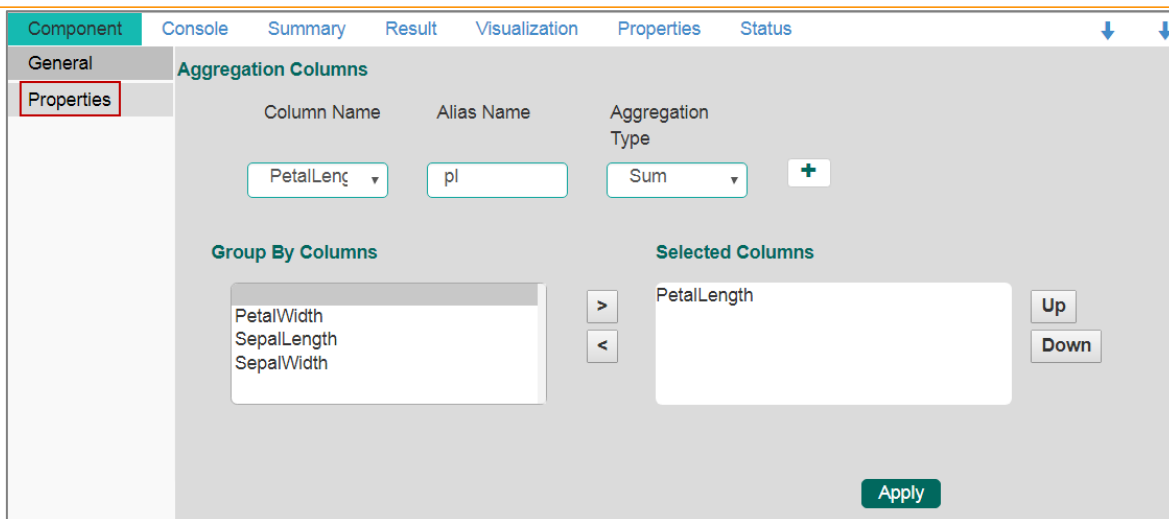 Component Console Summary Result Visualization Properties Status
General
Properties
Aggregation Columns
Column Name Alias Name Aggregation
Type
PetalLeng pl Sum +
Group By Columns Selected Columns
PetalWidth
SepalLength
SepalWidth
PetalLength
>
<
Up
Down
Apply